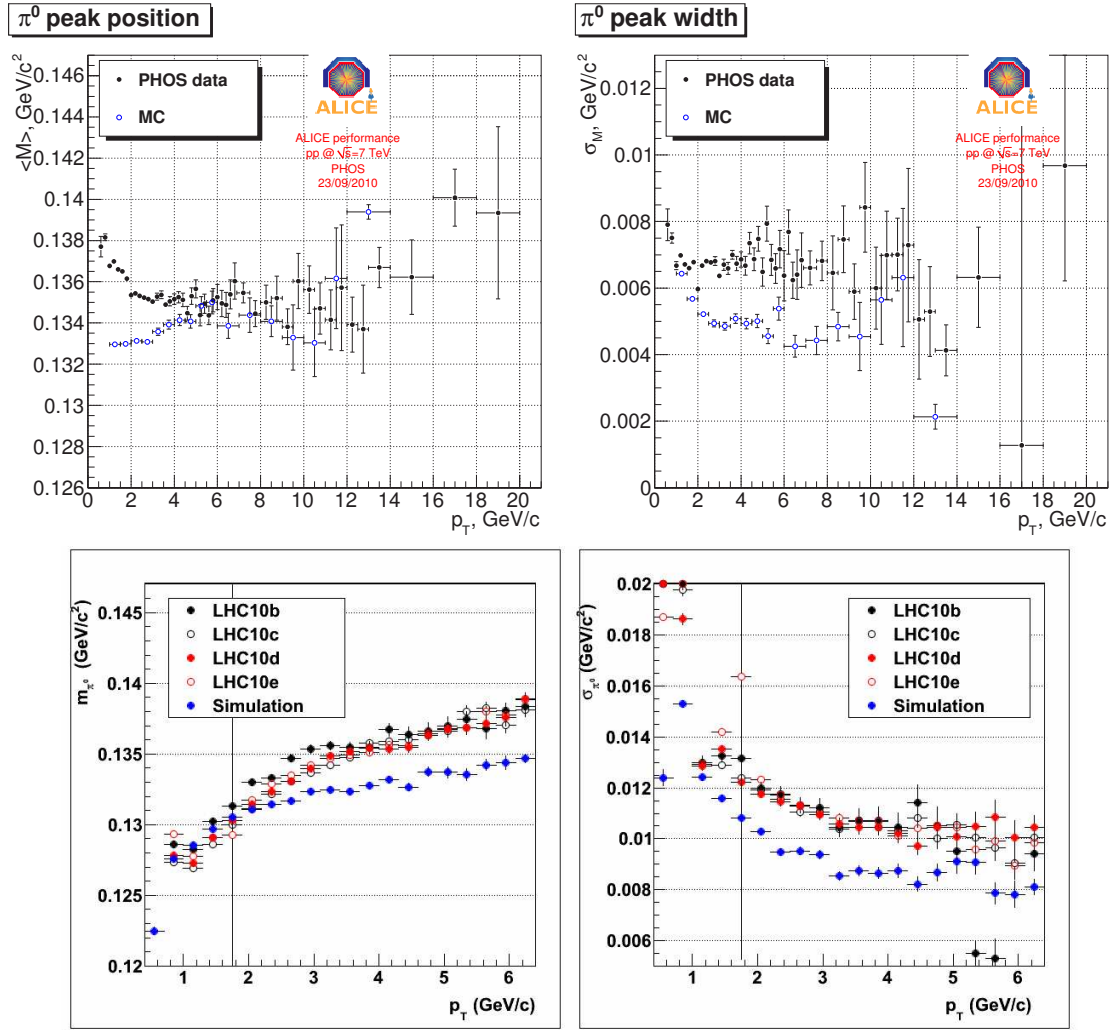 π⁰ peak position
<M>, GeV/c²
0.146
0.144
0.142
0.14
0.138
0.136
0.134
0.132
0.13
0.128
0.126
PHOS data
MC
ALICE
ALICE performance
pp @ √s=7 TeV
PHOS
23/09/2010
0 2 4 6 8 10 12 14 16 18 20
p_T, GeV/c
π⁰ peak width
σ_M, GeV/c²
0.012
0.01
0.008
0.006
0.004
0.002
0
PHOS data
MC
ALICE
ALICE performance
pp @ √s=7 TeV
PHOS
23/09/2010
0 2 4 6 8 10 12 14 16 18 20
p_T, GeV/c
m_π⁰ (GeV/c²)
0.145
0.14
0.135
0.13
0.125
0.12
LHC10b
LHC10c
LHC10d
LHC10e
Simulation
1 2 3 4 5 6
p_T (GeV/c)
σ_π⁰ (GeV/c²)
0.02
0.018
0.016
0.014
0.012
0.01
0.008
0.006
LHC10b
LHC10c
LHC10d
LHC10e
Simulation
1 2 3 4 5 6
p_T (GeV/c)